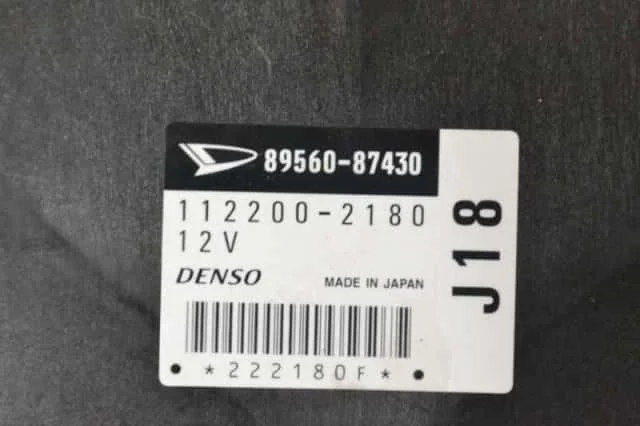 89560-87430
112200-2180
12V
DENSO MADE IN JAPAN
*222180F*
J18